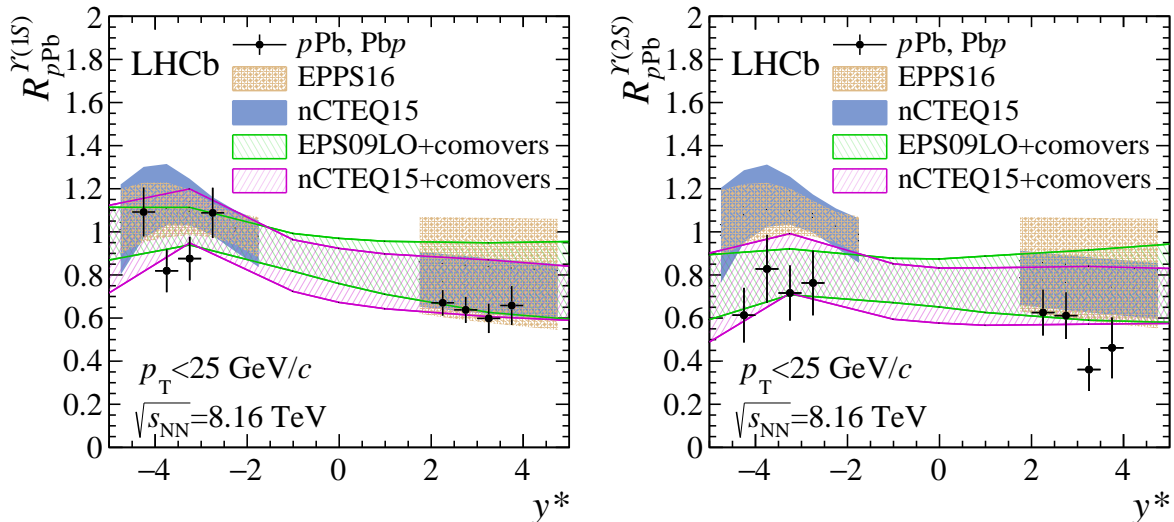 R_{pPb}^{Υ(1S)}
2
1.8
1.6
1.4
1.2
1
0.8
0.6
0.4
0.2
0
LHCb
pPb, Pbp
EPPS16
nCTEQ15
EPS09LO+comovers
nCTEQ15+comovers
p_T<25 GeV/c
√s_NN=8.16 TeV
−4 −2 0 2 4
y*
R_{pPb}^{Υ(2S)}
2
1.8
1.6
1.4
1.2
1
0.8
0.6
0.4
0.2
0
LHCb
pPb, Pbp
EPPS16
nCTEQ15
EPS09LO+comovers
nCTEQ15+comovers
p_T<25 GeV/c
√s_NN=8.16 TeV
−4 −2 0 2 4
y*